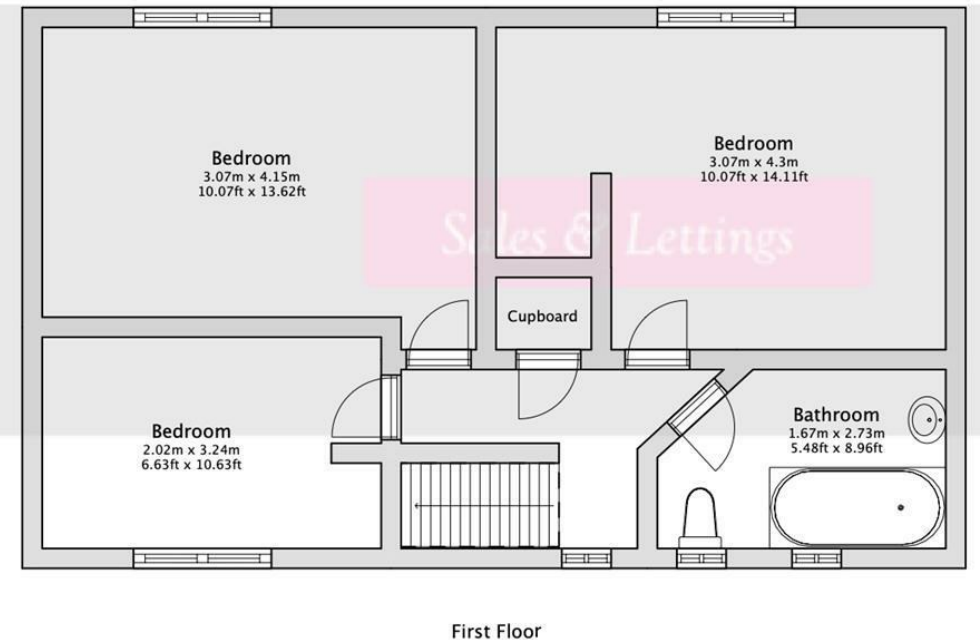 Bedroom
3.07m x 4.15m
10.07ft x 13.62ft
Bedroom
3.07m x 4.3m
10.07ft x 14.11ft
Sales & Lettings
Cupboard
Bedroom
2.02m x 3.24m
6.63ft x 10.63ft
Bathroom
1.67m x 2.73m
5.48ft x 8.96ft
First Floor